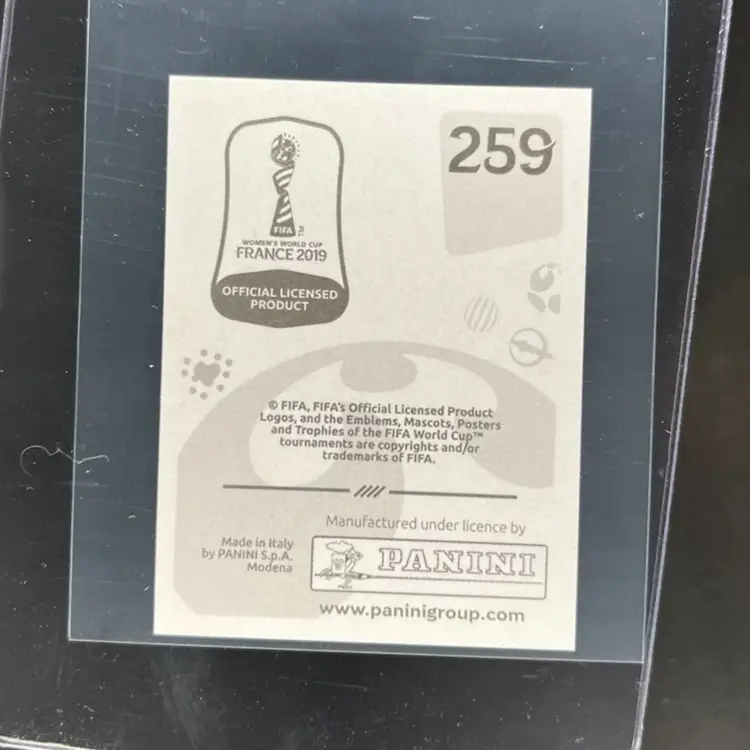 259
FIFA
TM
WOMEN'S WORLD CUP
FRANCE 2019
OFFICIAL LICENSED
PRODUCT
© FIFA, FIFA's Official Licensed Product
Logos, and the Emblems, Mascots, Posters
and Trophies of the FIFA World Cup™
tournaments are copyrights and/or
trademarks of FIFA.
Manufactured under licence by
Made in Italy
by PANINI S.p.A.
Modena
PANINI
www.paninigroup.com